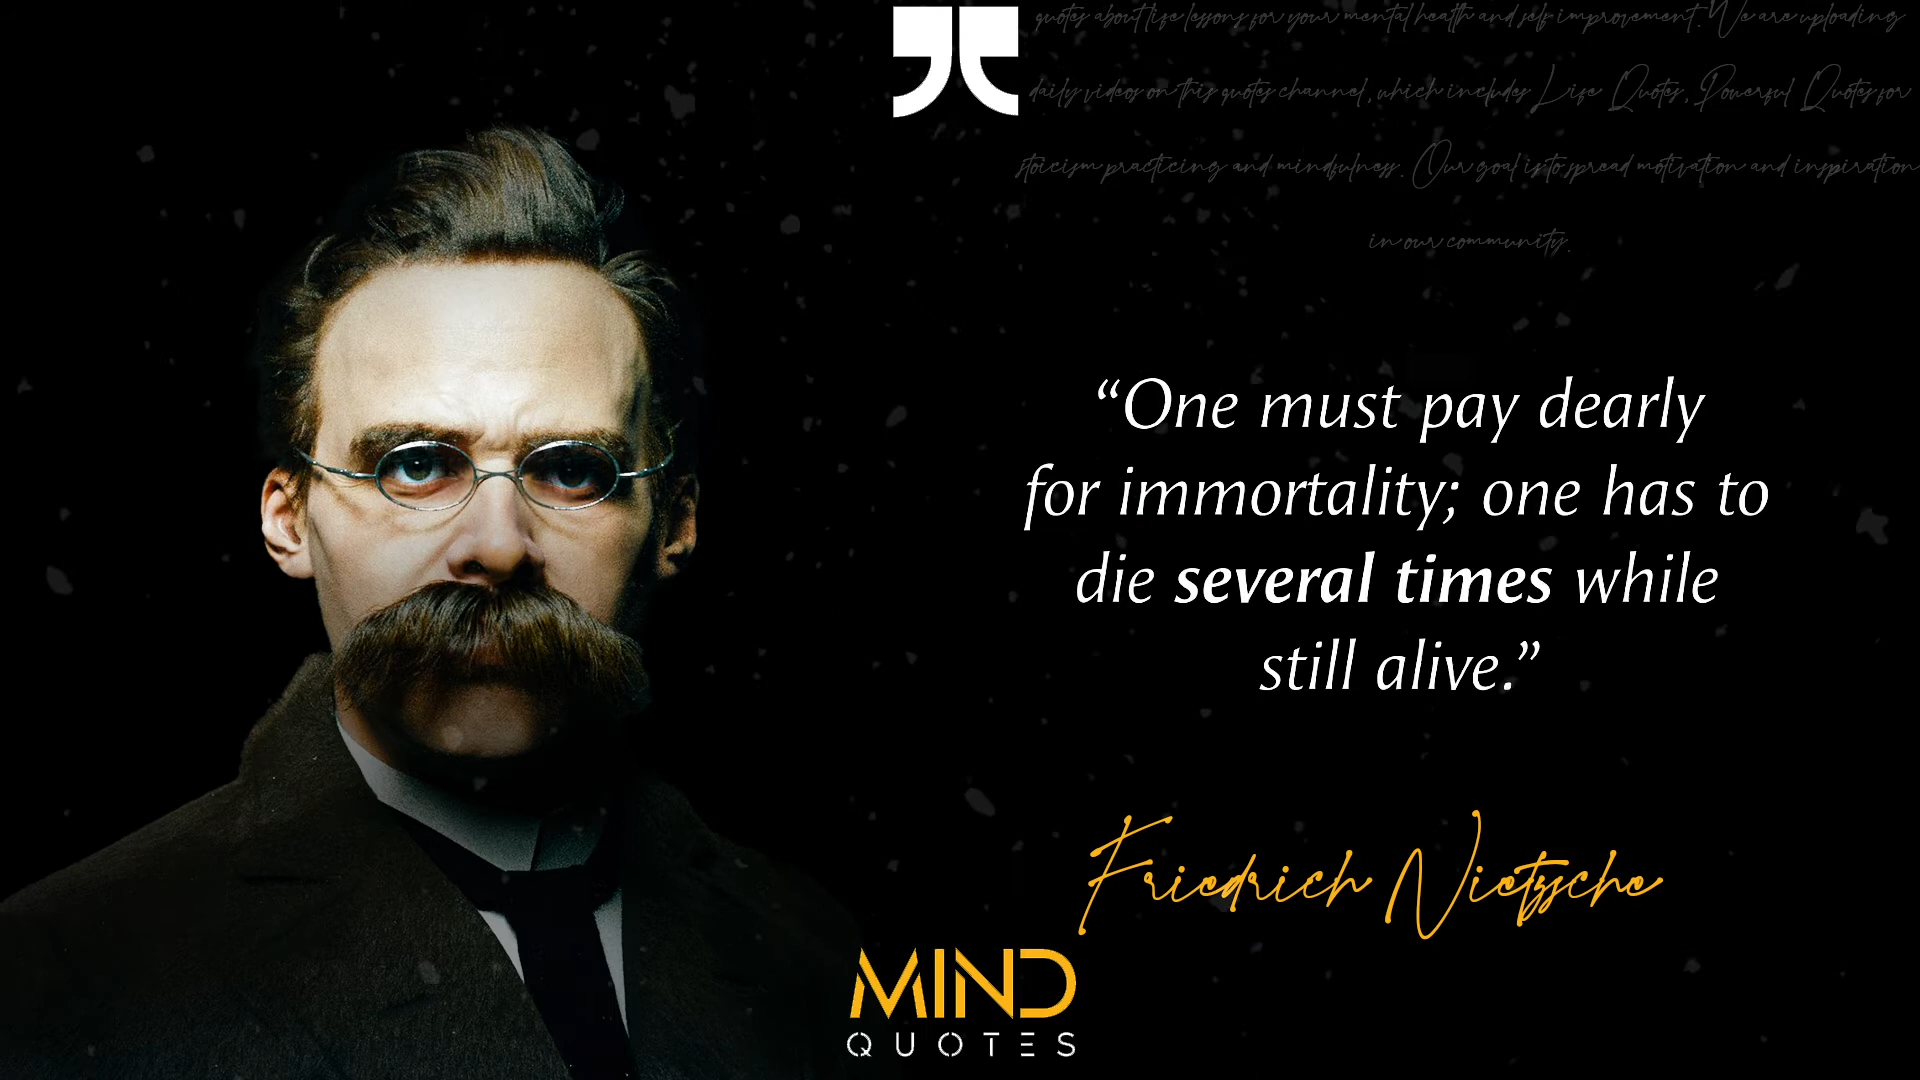 quotes about life lessons for your mental health and self improvement. We are uploading
daily videos on this quotes channel, which includes Life Quotes, Powerful Quotes for
stoicism practicing and mindfulness. Our goal is to spread motivation and inspiration
in our community.
“One must pay dearly
for immortality; one has to
die several times while
still alive.”
Friedrich Nietzsche
MIND
QUOTES